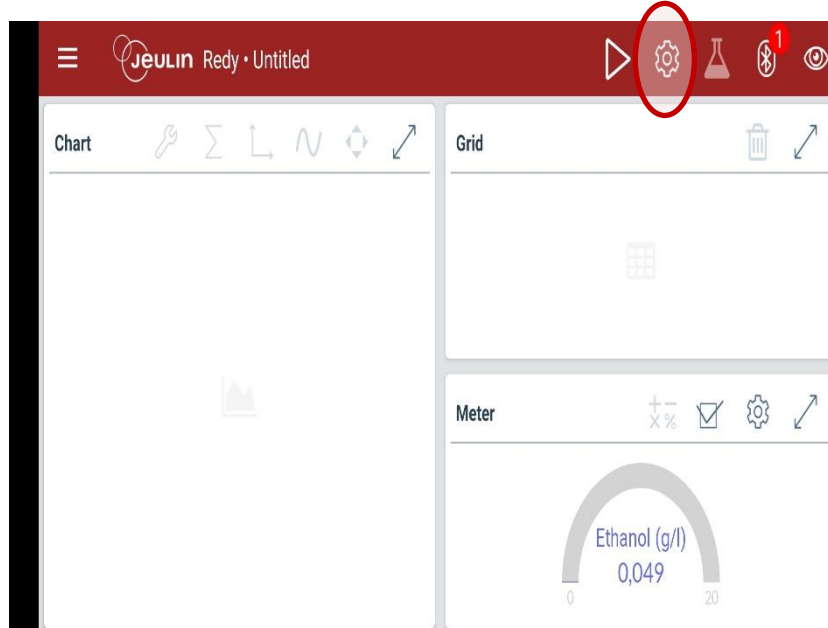 Jeulin Redy • Untitled
1
Chart
Grid
Meter
+ − × %
Ethanol (g/l)
0,049
0
20